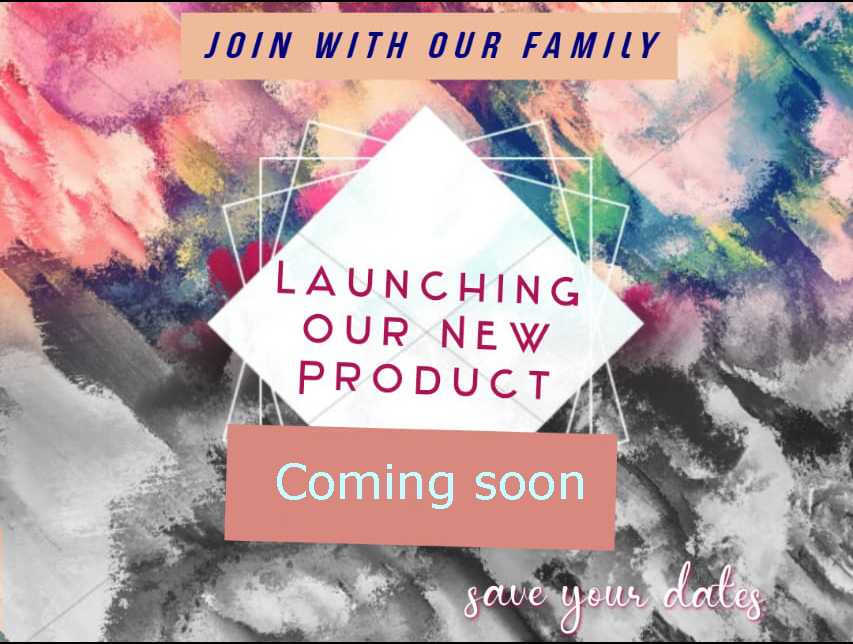 JOIN WITH OUR FAMILY
LAUNCHING
OUR NEW
PRODUCT
Coming soon
save your dates